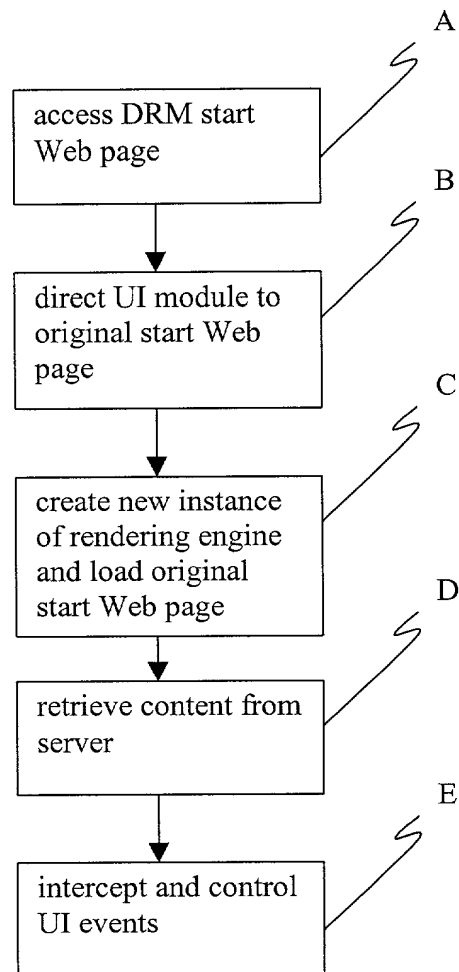 A
access DRM start
Web page
B
direct UI module to
original start Web
page
C
create new instance
of rendering engine
and load original
start Web page
D
retrieve content from
server
E
intercept and control
UI events